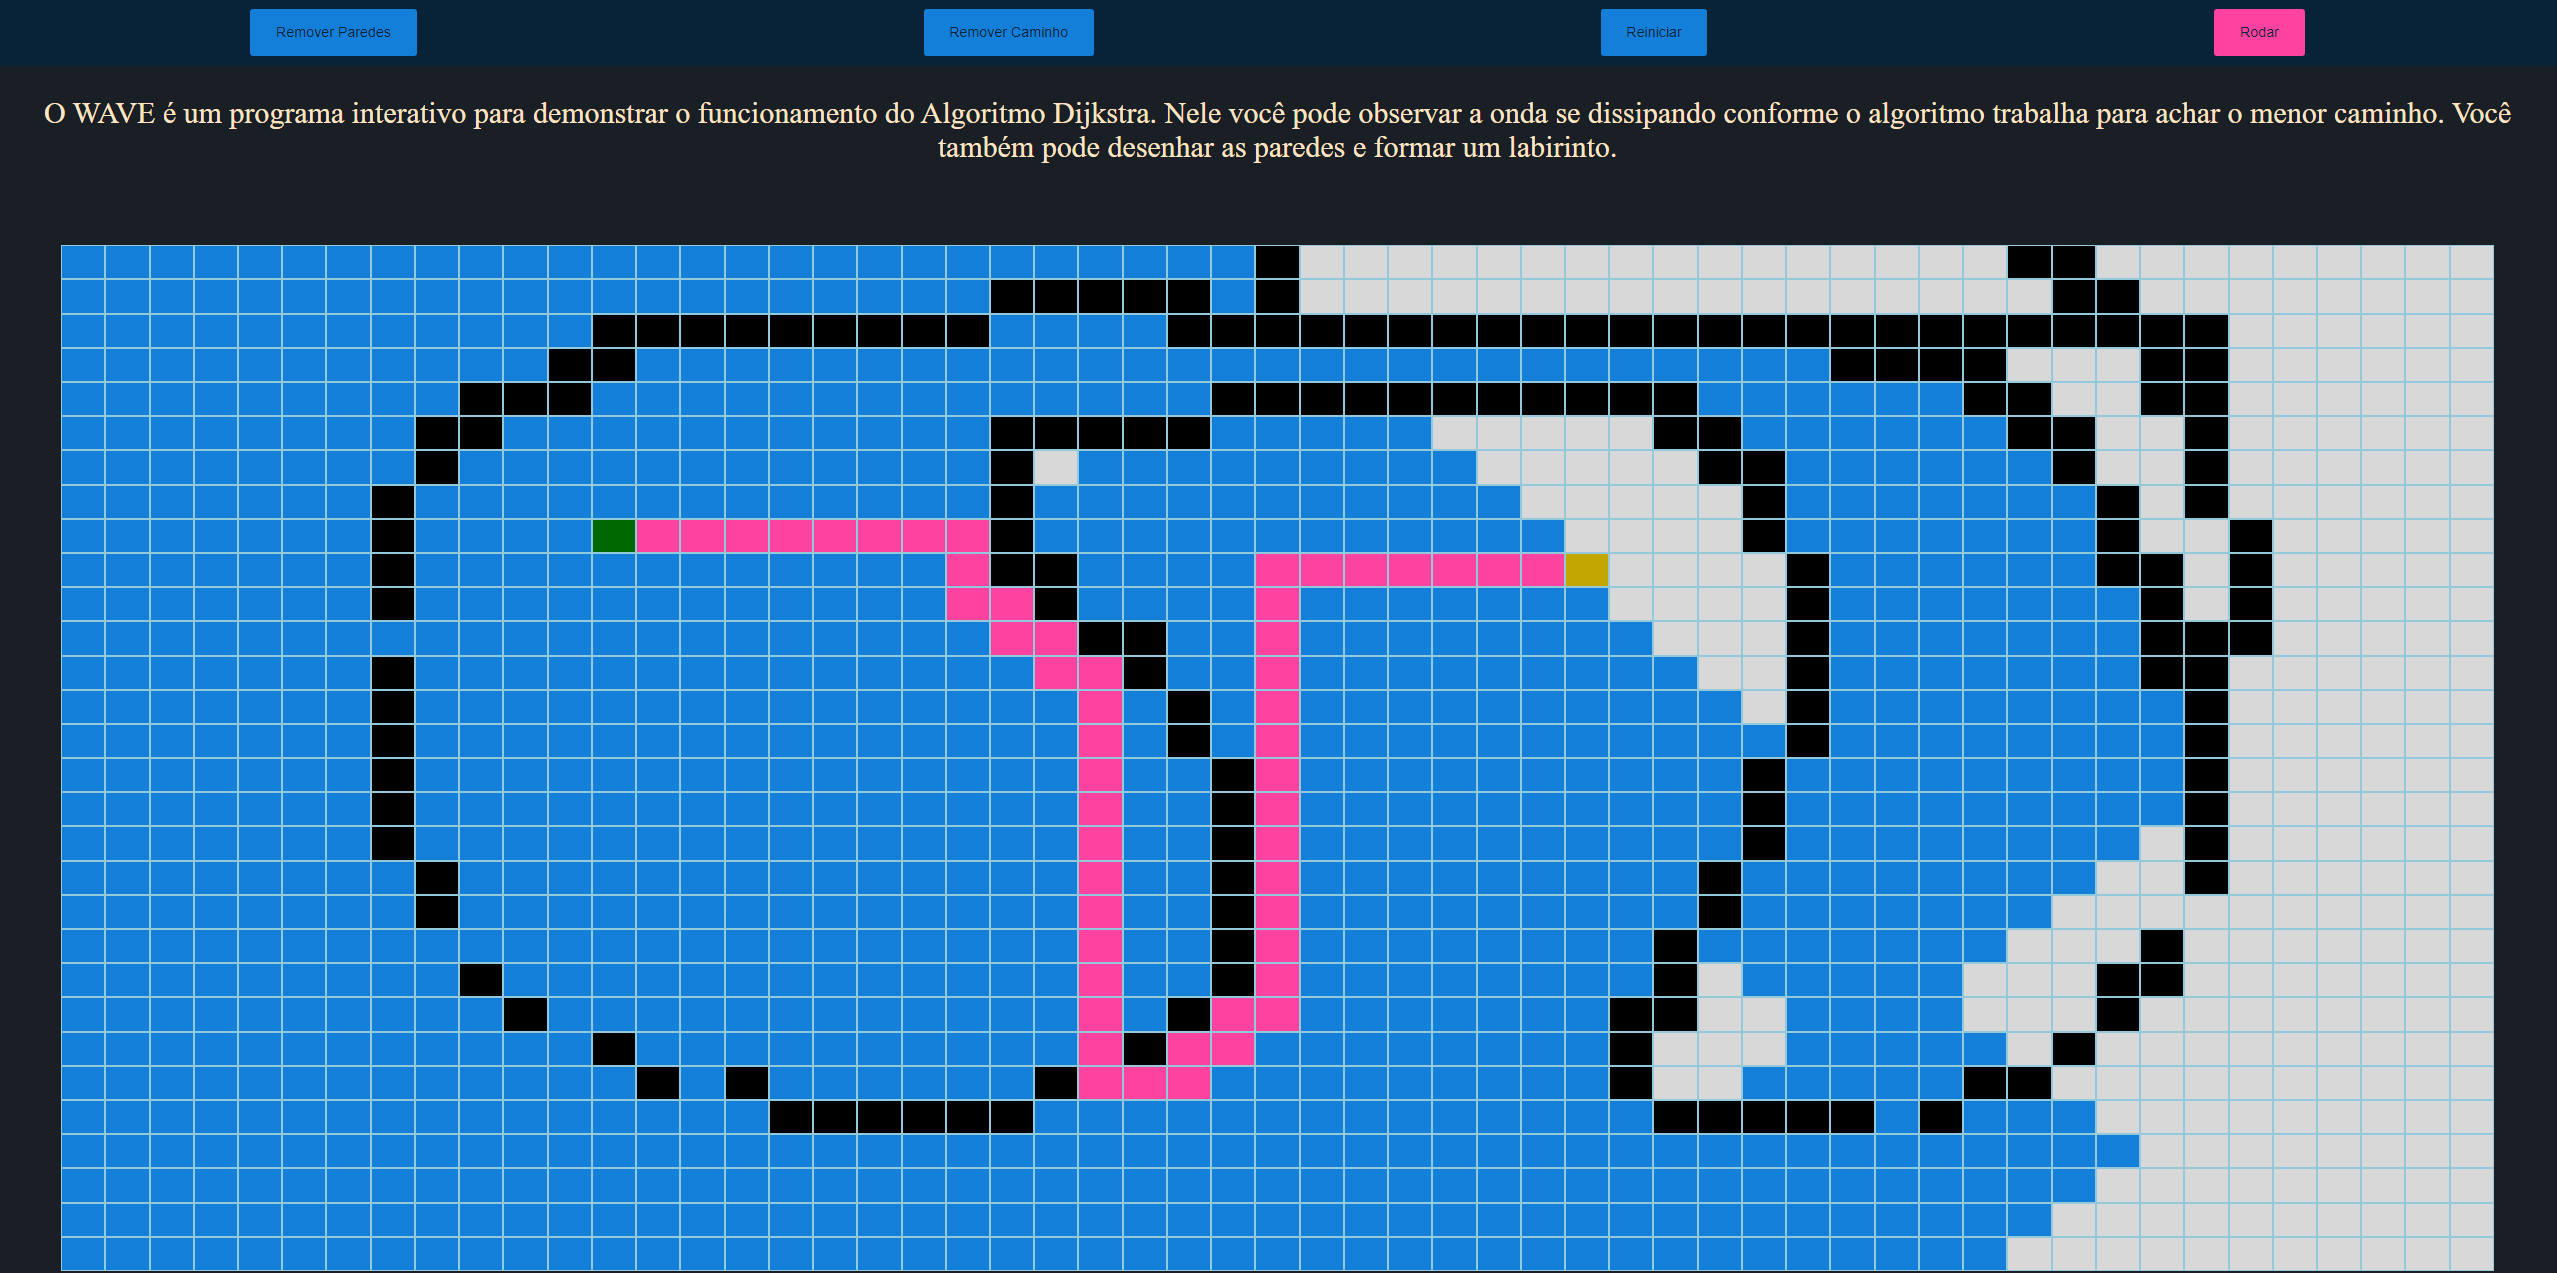 Remover Paredes
Remover Caminho
Reiniciar
Rodar
O WAVE é um programa interativo para demonstrar o funcionamento do Algoritmo Dijkstra. Nele você pode observar a onda se dissipando conforme o algoritmo trabalha para achar o menor caminho. Você
também pode desenhar as paredes e formar um labirinto.